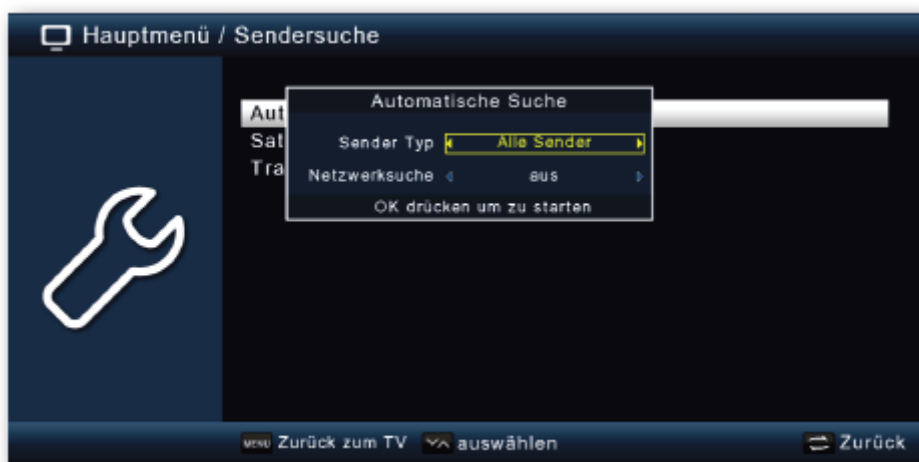 Hauptmenü / Sendersuche
Automatische Suche
Aut
Sender Typ Alle Sender
Sat
Netzwerksuche aus
Tra
OK drücken um zu starten
MENU Zurück zum TV auswählen Zurück